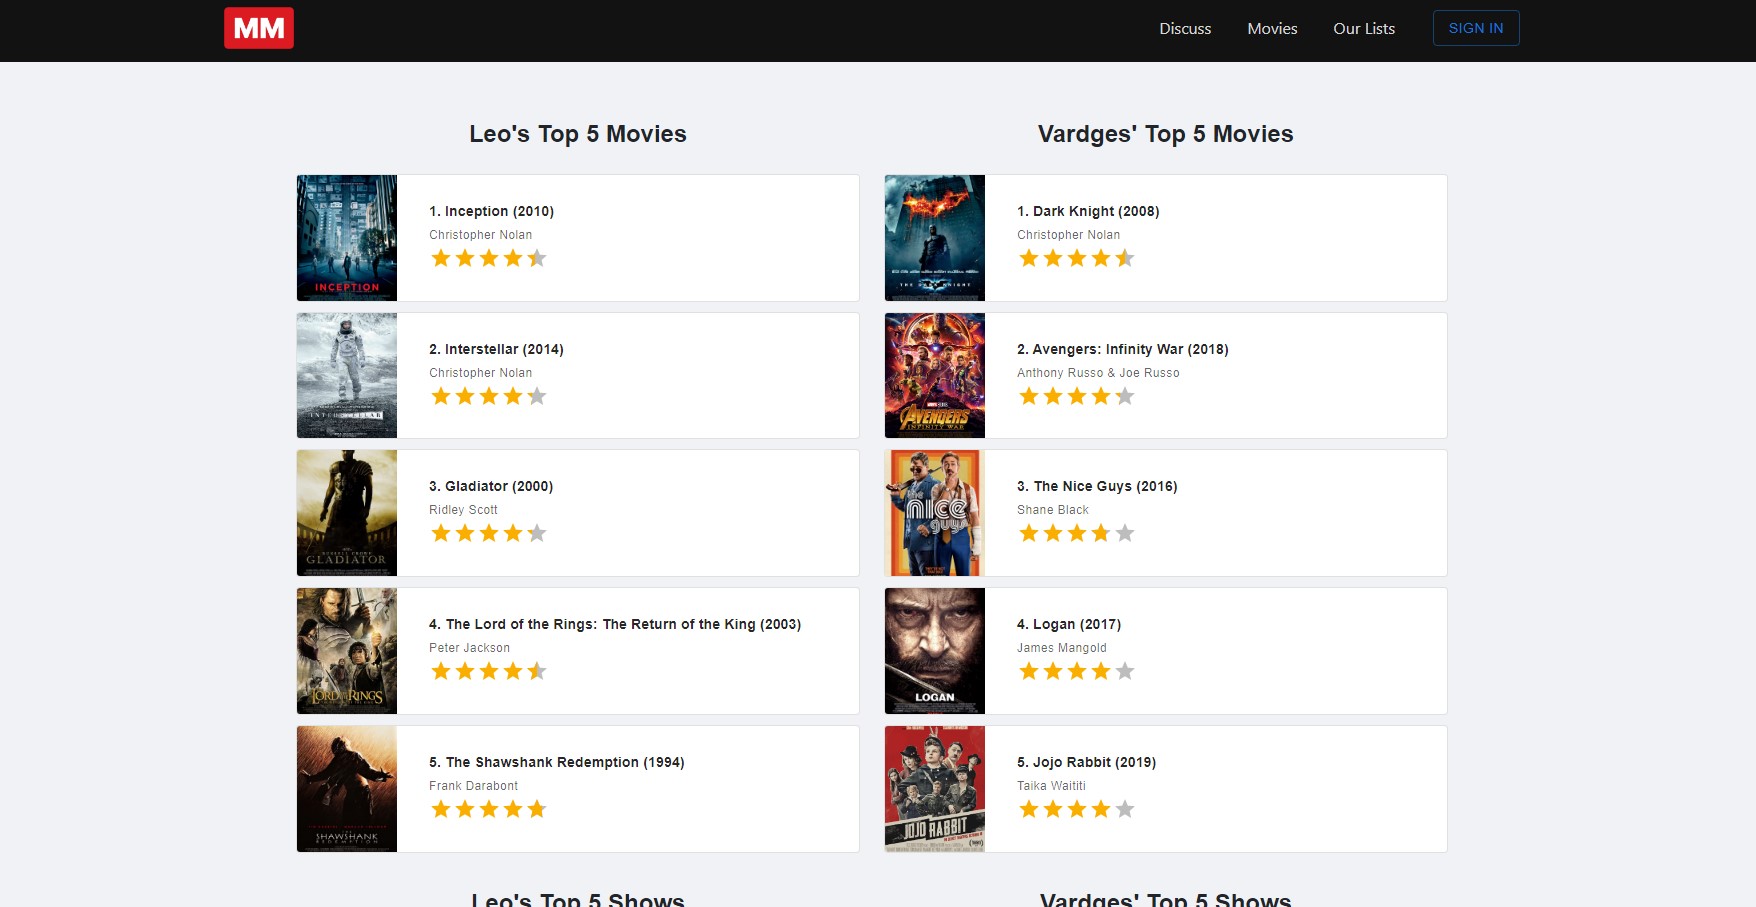 MM
Discuss
Movies
Our Lists
SIGN IN
Leo's Top 5 Movies
INCEPTION
1. Inception (2010)
Christopher Nolan
INTERSTELLAR
2. Interstellar (2014)
Christopher Nolan
GLADIATOR
3. Gladiator (2000)
Ridley Scott
4. The Lord of the Rings: The Return of the King (2003)
Peter Jackson
SHAWSHANK
REDEMPTION
5. The Shawshank Redemption (1994)
Frank Darabont
Vardges' Top 5 Movies
THE DARK KNIGHT
1. Dark Knight (2008)
Christopher Nolan
AVENGERS
INFINITY WAR
2. Avengers: Infinity War (2018)
Anthony Russo & Joe Russo
the
nice
guys
3. The Nice Guys (2016)
Shane Black
LOGAN
4. Logan (2017)
James Mangold
JOJO RABBIT
5. Jojo Rabbit (2019)
Taika Waititi
Leo's Top 5 Shows
Vardges' Top 5 Shows